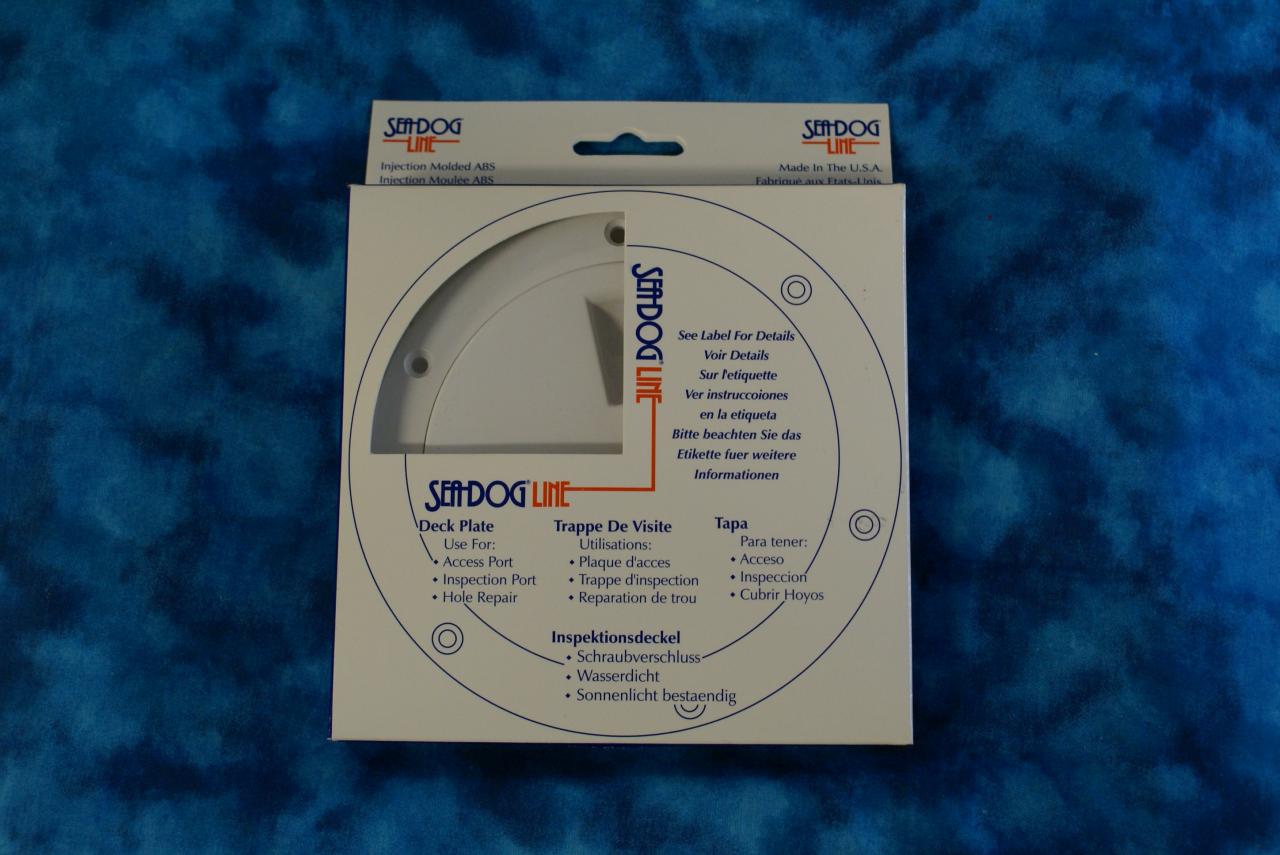 SEA-DOG
LINE
Injection Molded ABS
Injection Moulée ABS
SEA-DOG
LINE
Made In The U.S.A.
Fabriqué aux Etats-Unis
SEA-DOG® LINE
See Label For Details
Voir Details
Sur l'etiquette
Ver instruccoiones
en la etiqueta
Bitte beachten Sie das
Etikette fuer weitere
Informationen
SEA-DOG® LINE
Deck Plate
Use For:
• Access Port
• Inspection Port
• Hole Repair
Trappe De Visite
Utilisations:
• Plaque d'acces
• Trappe d'inspection
• Reparation de trou
Tapa
Para tener:
• Acceso
• Inspeccion
• Cubrir Hoyos
Inspektionsdeckel
• Schraubverschluss
• Wasserdicht
• Sonnenlicht bestaendig